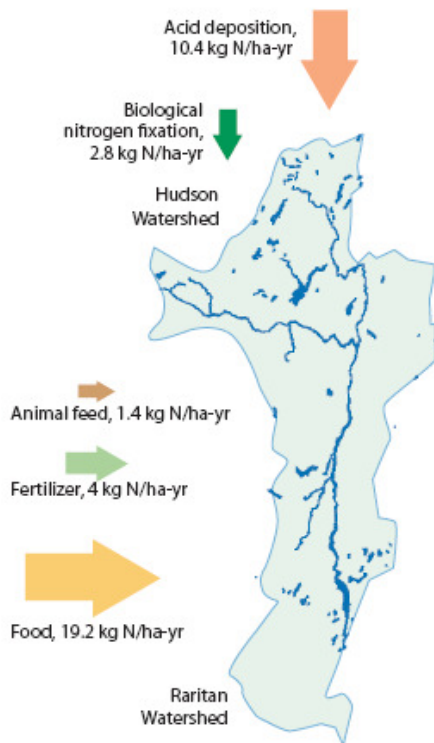 Acid deposition,
10.4 kg N/ha-yr
Biological
nitrogen fixation,
2.8 kg N/ha-yr
Hudson
Watershed
Animal feed, 1.4 kg N/ha-yr
Fertilizer, 4 kg N/ha-yr
Food, 19.2 kg N/ha-yr
Raritan
Watershed